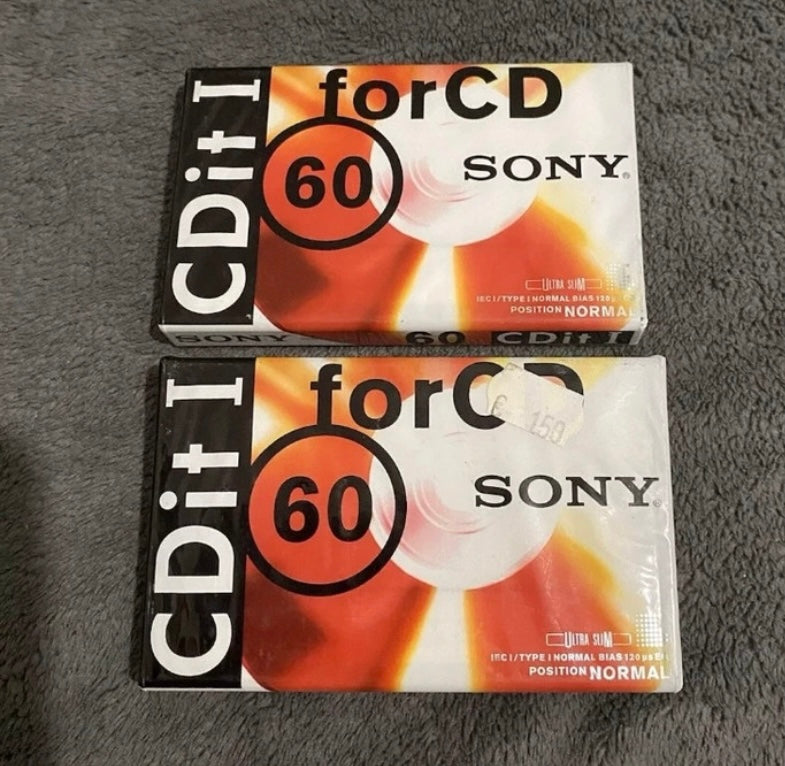 CDit I
forCD
60
SONY
ULTRA SLIM
IEC I / TYPE I NORMAL BIAS 120
POSITION NORMAL
SONY 60 CDit I
CDit I
forCD
€ 150
60
SONY
ULTRA SLIM
IEC I / TYPE I NORMAL BIAS 120 µs E
POSITION NORMAL